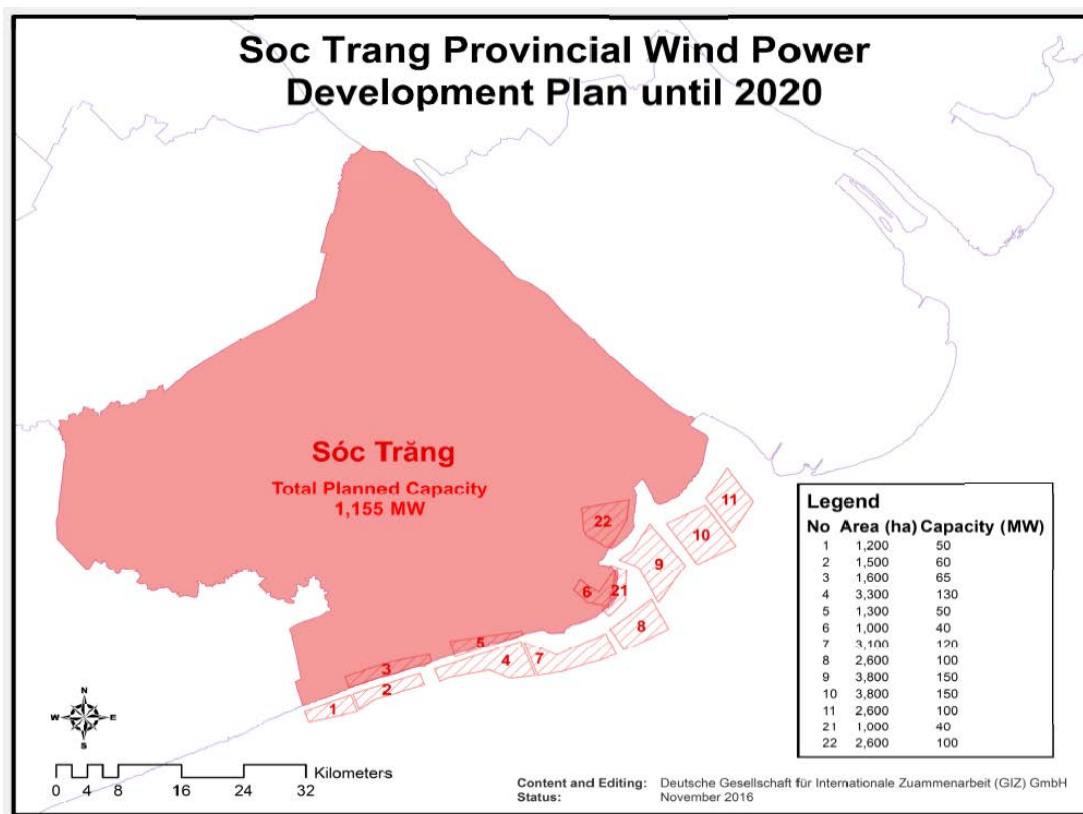 Soc Trang Provincial Wind Power
Development Plan until 2020
Sóc Trăng
Total Planned Capacity
1,155 MW
22
11
10
9
6
21
8
5
7
4
3
2
1
Legend
No Area (ha) Capacity (MW)
1 1,200 50
2 1,500 60
3 1,600 65
4 3,300 130
5 1,300 50
6 1,000 40
7 3,100 120
8 2,600 100
9 3,800 150
10 3,800 150
11 2,600 100
21 1,000 40
22 2,600 100
N
W E
S
Kilometers
0 4 8 16 24 32
Content and Editing: Deutsche Gesellschaft für Internationale Zuammenarbeit (GIZ) GmbH
Status: November 2016